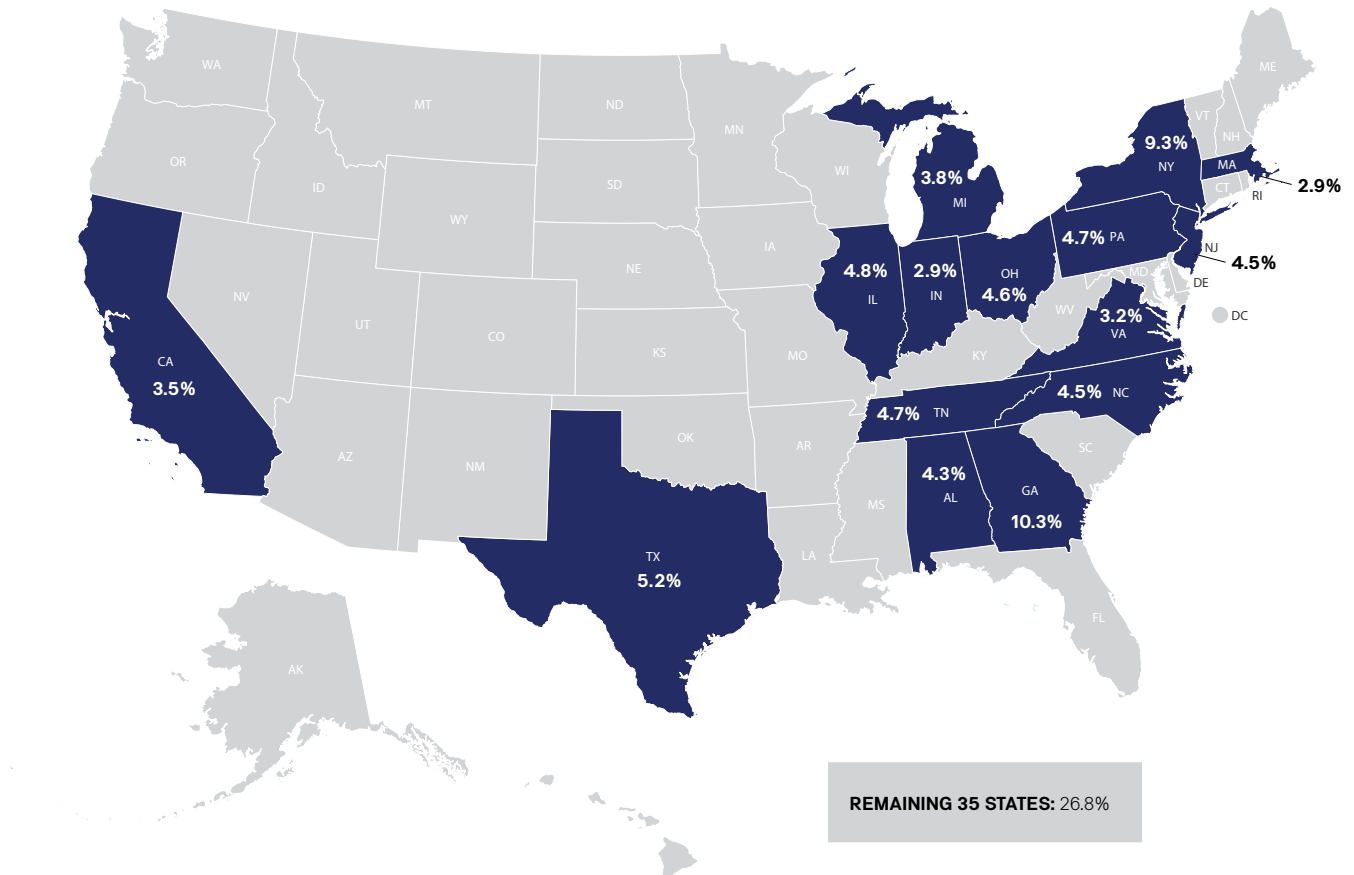 WA
MT
ND
MN
ME
VT
NH
9.3%
NY
MA
2.9%
CT
RI
OR
ID
SD
WI
3.8%
MI
WY
4.7% PA
NJ
4.5%
IA
NE
NV
4.8%
IL
2.9%
IN
OH
4.6%
MD
DE
DC
WV
3.2%
VA
UT
CO
KS
MO
KY
CA
3.5%
4.5% NC
4.7% TN
AZ
NM
OK
AR
SC
4.3%
AL
GA
10.3%
MS
LA
TX
5.2%
FL
AK
REMAINING 35 STATES: 26.8%